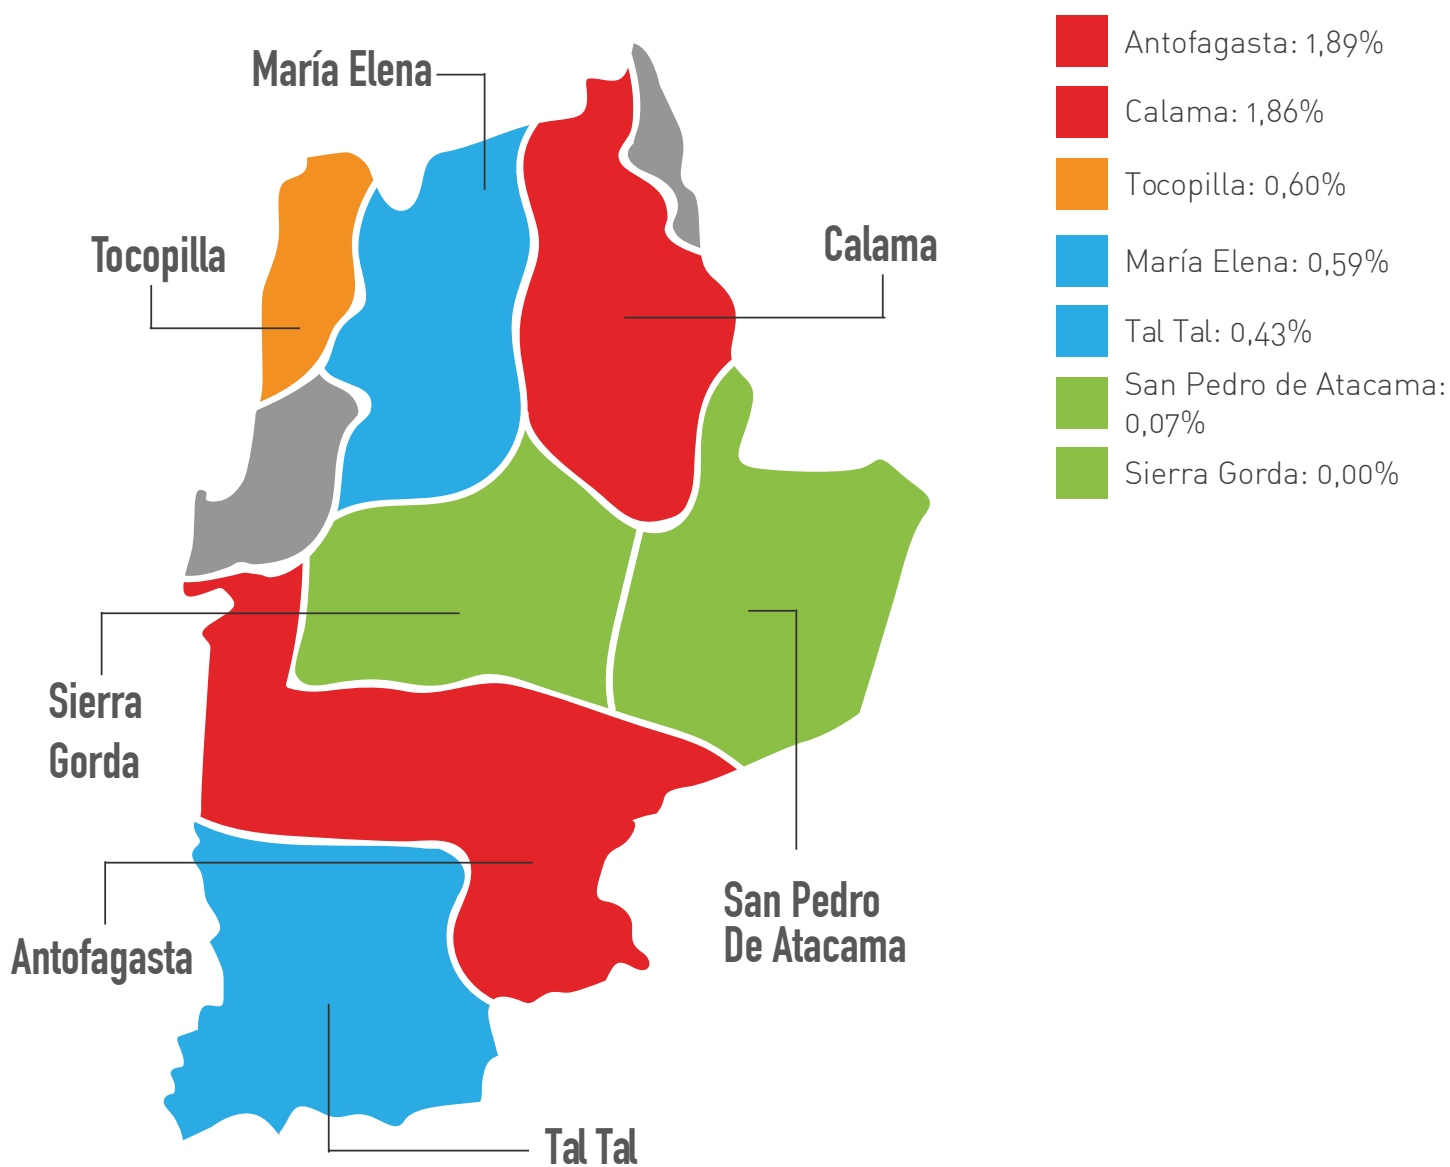 María Elena
Tocopilla
Calama
Sierra
Gorda
San Pedro
De Atacama
Antofagasta
Tal Tal
Antofagasta: 1,89%
Calama: 1,86%
Tocopilla: 0,60%
María Elena: 0,59%
Tal Tal: 0,43%
San Pedro de Atacama:
0,07%
Sierra Gorda: 0,00%